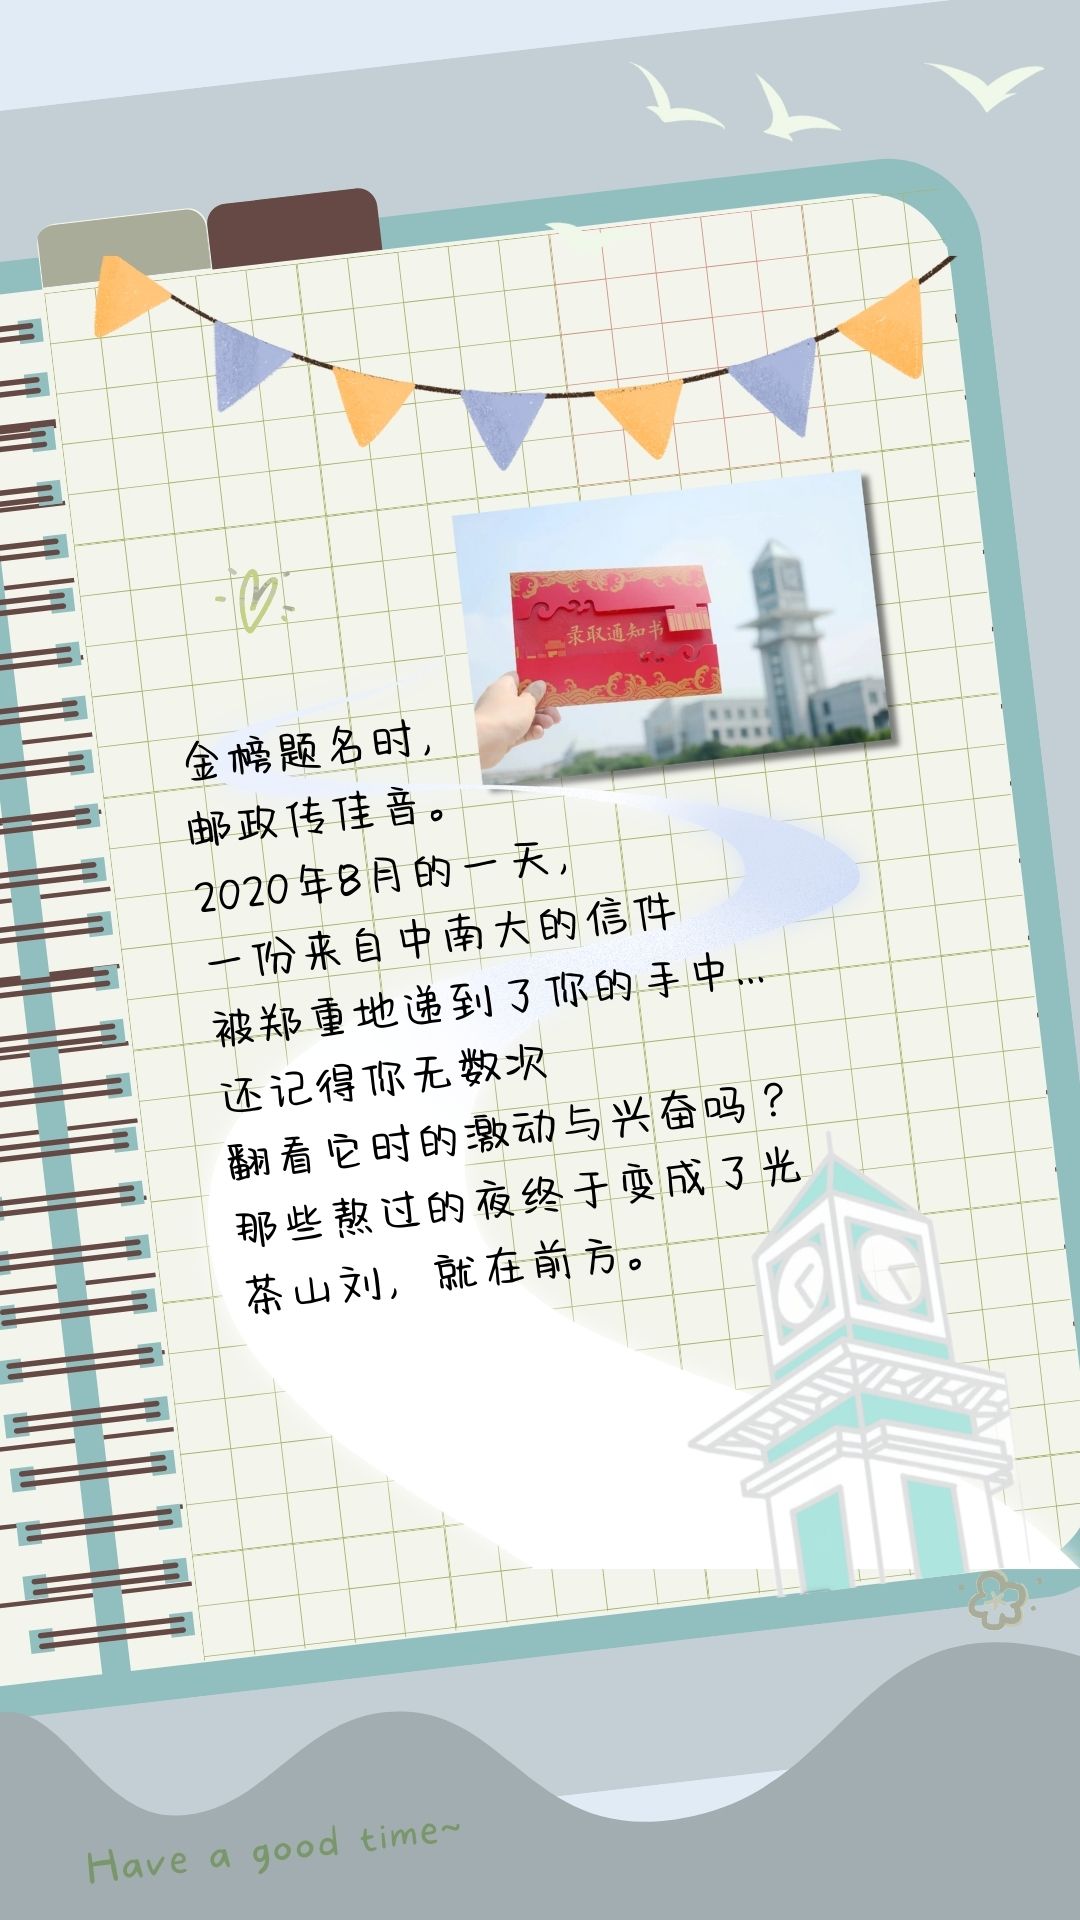 录取通知书
金榜题名时，
邮政传佳音。
2020年8月的一天，
一份来自中南大的信件
被郑重地递到了你的手中...
还记得你无数次
翻看它时的激动与兴奋吗？
那些熬过的夜终于变成了光
茶山刘，就在前方。
Have a good time~